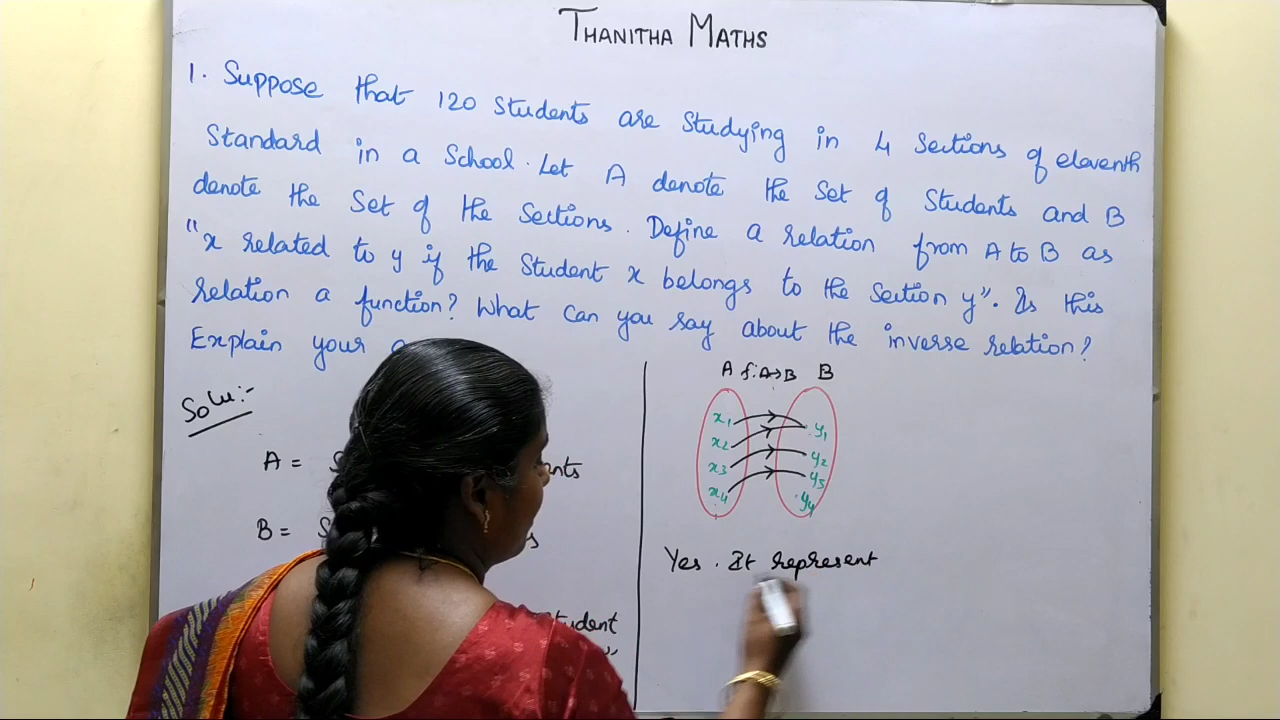 THANITHA MATHS
1. Suppose that 120 Students are Studying in 4 Sections of eleventh
Standard in a School. Let A denote the Set of Students and B
denote the Set of the Sections. Define a relation from A to B as
"x related to y if the Student x belongs to the Section y". Is this
relation a function? What can you say about the inverse relation?
Explain your
Solu:-
A =
B =
A f:A→B B
x1 y1
x2 y2
x3 y3
x4 y4
Yes. It represent